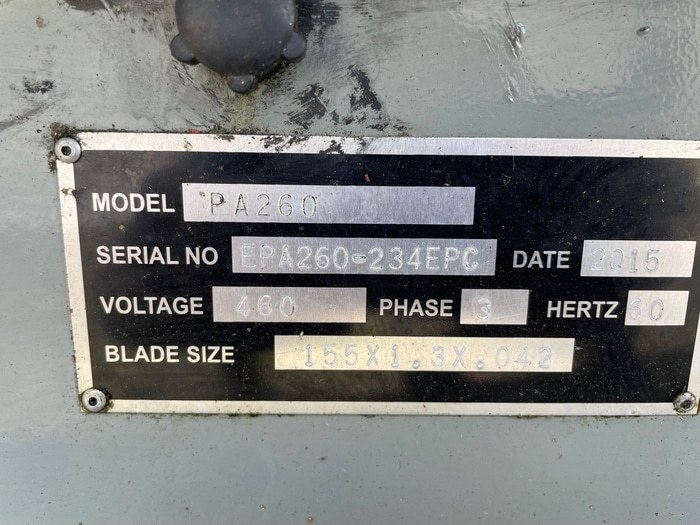 MODEL PA260
SERIAL NO EPA260-234EPC DATE 2015
VOLTAGE 460 PHASE 3 HERTZ 60
BLADE SIZE 155X1.3X.042